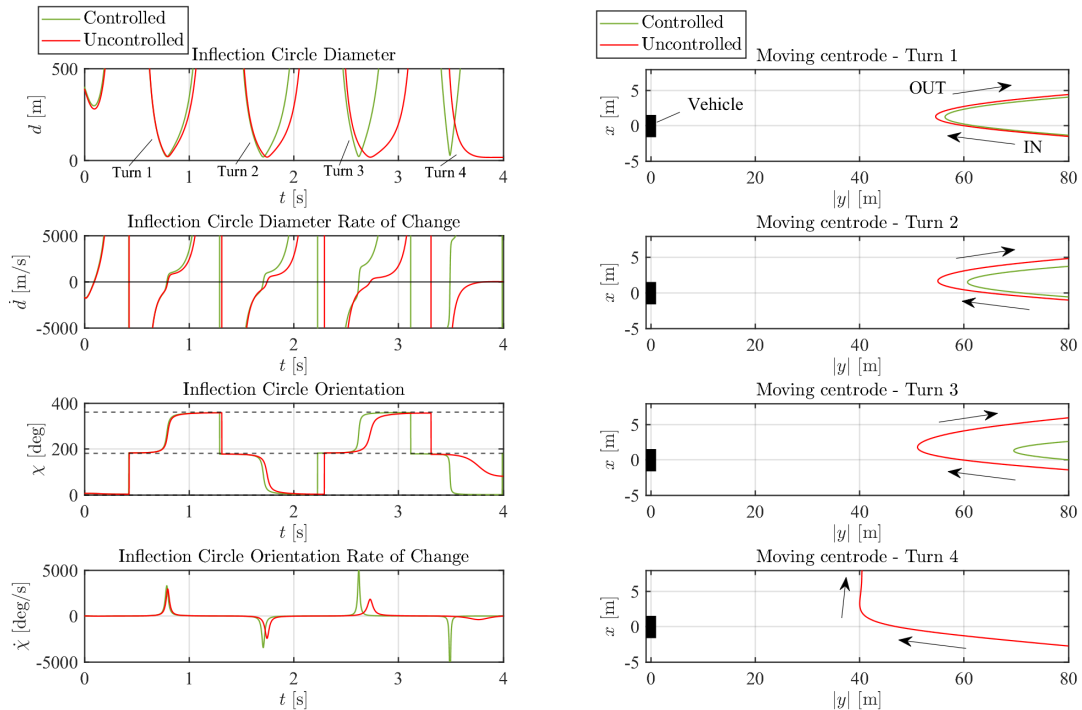 Controlled
Uncontrolled
Inflection Circle Diameter
500
0
d [m]
Turn 1
Turn 2
Turn 3
Turn 4
0 1 2 3 4
t [s]
Inflection Circle Diameter Rate of Change
5000
0
-5000
ḋ [m/s]
0 1 2 3 4
t [s]
Inflection Circle Orientation
400
200
0
χ [deg]
0 1 2 3 4
t [s]
Inflection Circle Orientation Rate of Change
5000
0
-5000
χ̇ [deg/s]
0 1 2 3 4
t [s]
Controlled
Uncontrolled
Moving centrode - Turn 1
5
0
-5
x [m]
Vehicle
OUT
IN
0 20 40 60 80
|y| [m]
Moving centrode - Turn 2
5
0
-5
x [m]
0 20 40 60 80
|y| [m]
Moving centrode - Turn 3
5
0
-5
x [m]
0 20 40 60 80
|y| [m]
Moving centrode - Turn 4
5
0
-5
x [m]
0 20 40 60 80
|y| [m]